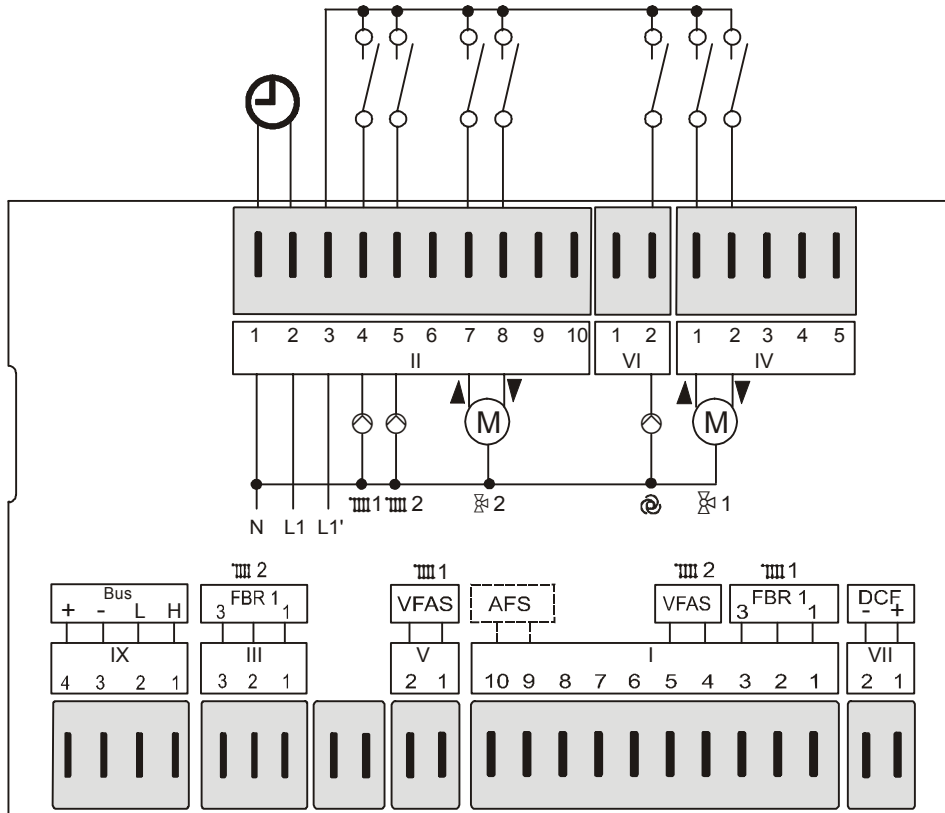 1 2 3 4 5 6 7 8 9 10
II
1 2
VI
1 2 3 4 5
IV
M
M
1 2
2
1
N L1 L1'
Bus
+ - L H
IX
4 3 2 1
2
FBR 1
3 1
III
3 2 1
1
VFAS
V
2 1
AFS
2
VFAS
1
FBR 1
3 1
I
10 9 8 7 6 5 4 3 2 1
DCF
- +
VII
2 1